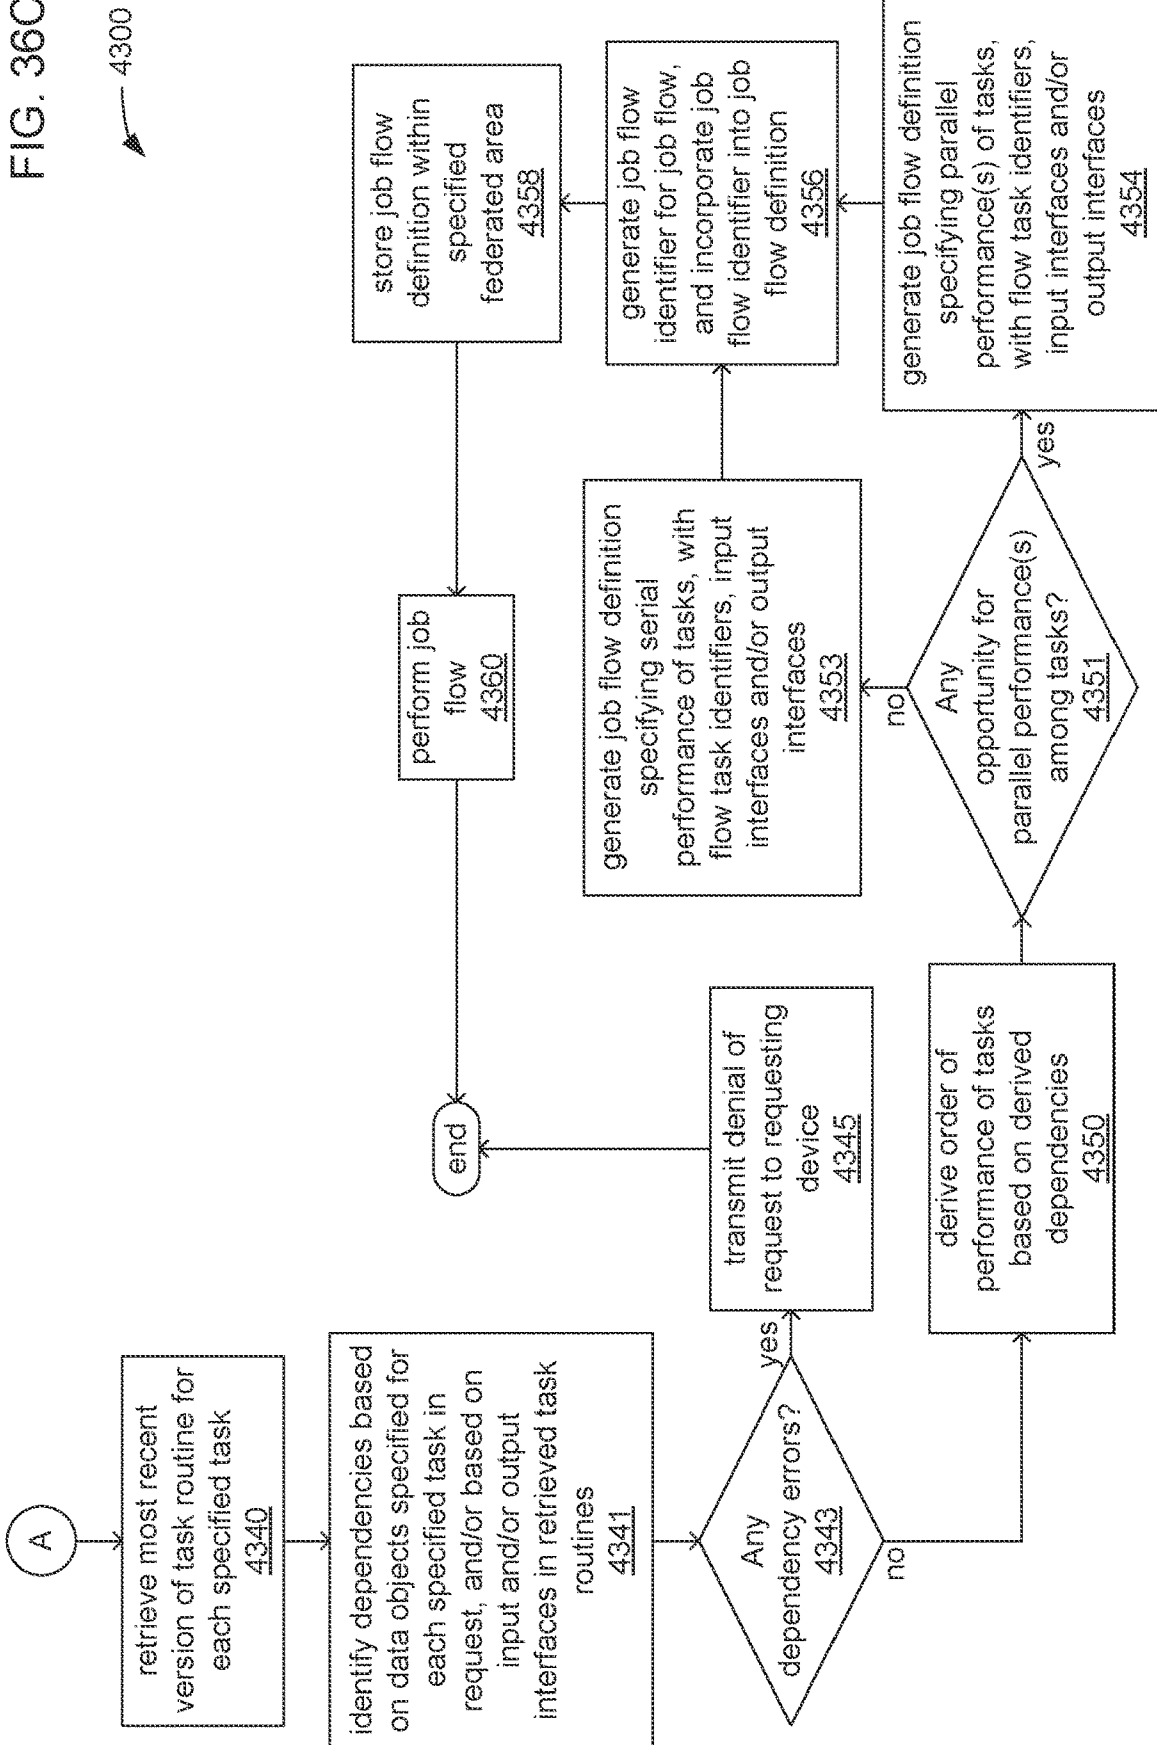 FIG. 36C
4300
A
retrieve most recent
version of task routine for
each specified task
4340
identify dependencies based
on data objects specified for
each specified task in
request, and/or based on
input and/or output
interfaces in retrieved task
routines
4341
Any
dependency errors?
4343
yes
no
transmit denial of
request to requesting
device
4345
end
derive order of
performance of tasks
based on derived
dependencies
4350
Any
opportunity for
parallel performance(s)
among tasks?
4351
no
yes
generate job flow definition
specifying serial
performance of tasks, with
flow task identifiers, input
interfaces and/or output
interfaces
4353
generate job flow definition
specifying parallel
performance(s) of tasks,
with flow task identifiers,
input interfaces and/or
output interfaces
4354
generate job flow
identifier for job flow,
and incorporate job
flow identifier into job
flow definition
4356
store job flow
definition within
specified
federated area
4358
perform job
flow
4360